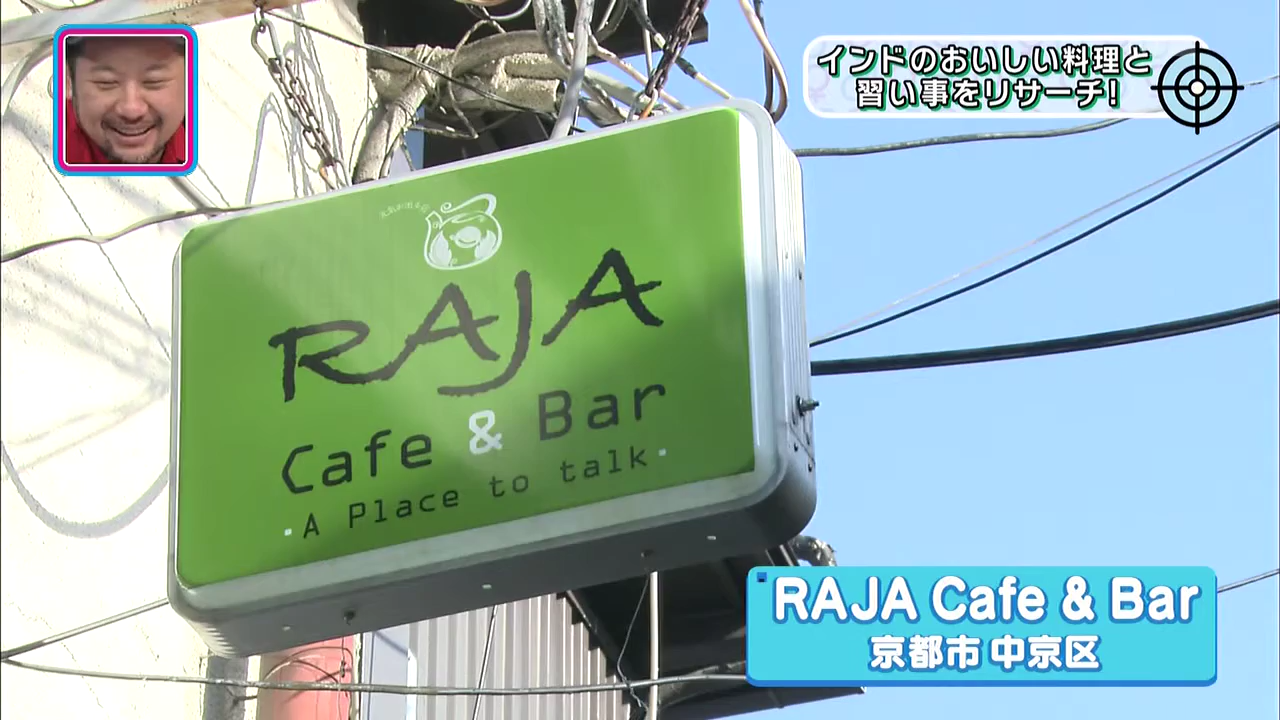 インドのおいしい料理と
習い事をリサーチ!
RAJA
Cafe & Bar
・A Place to talk・
RAJA Cafe & Bar
京都市 中京区